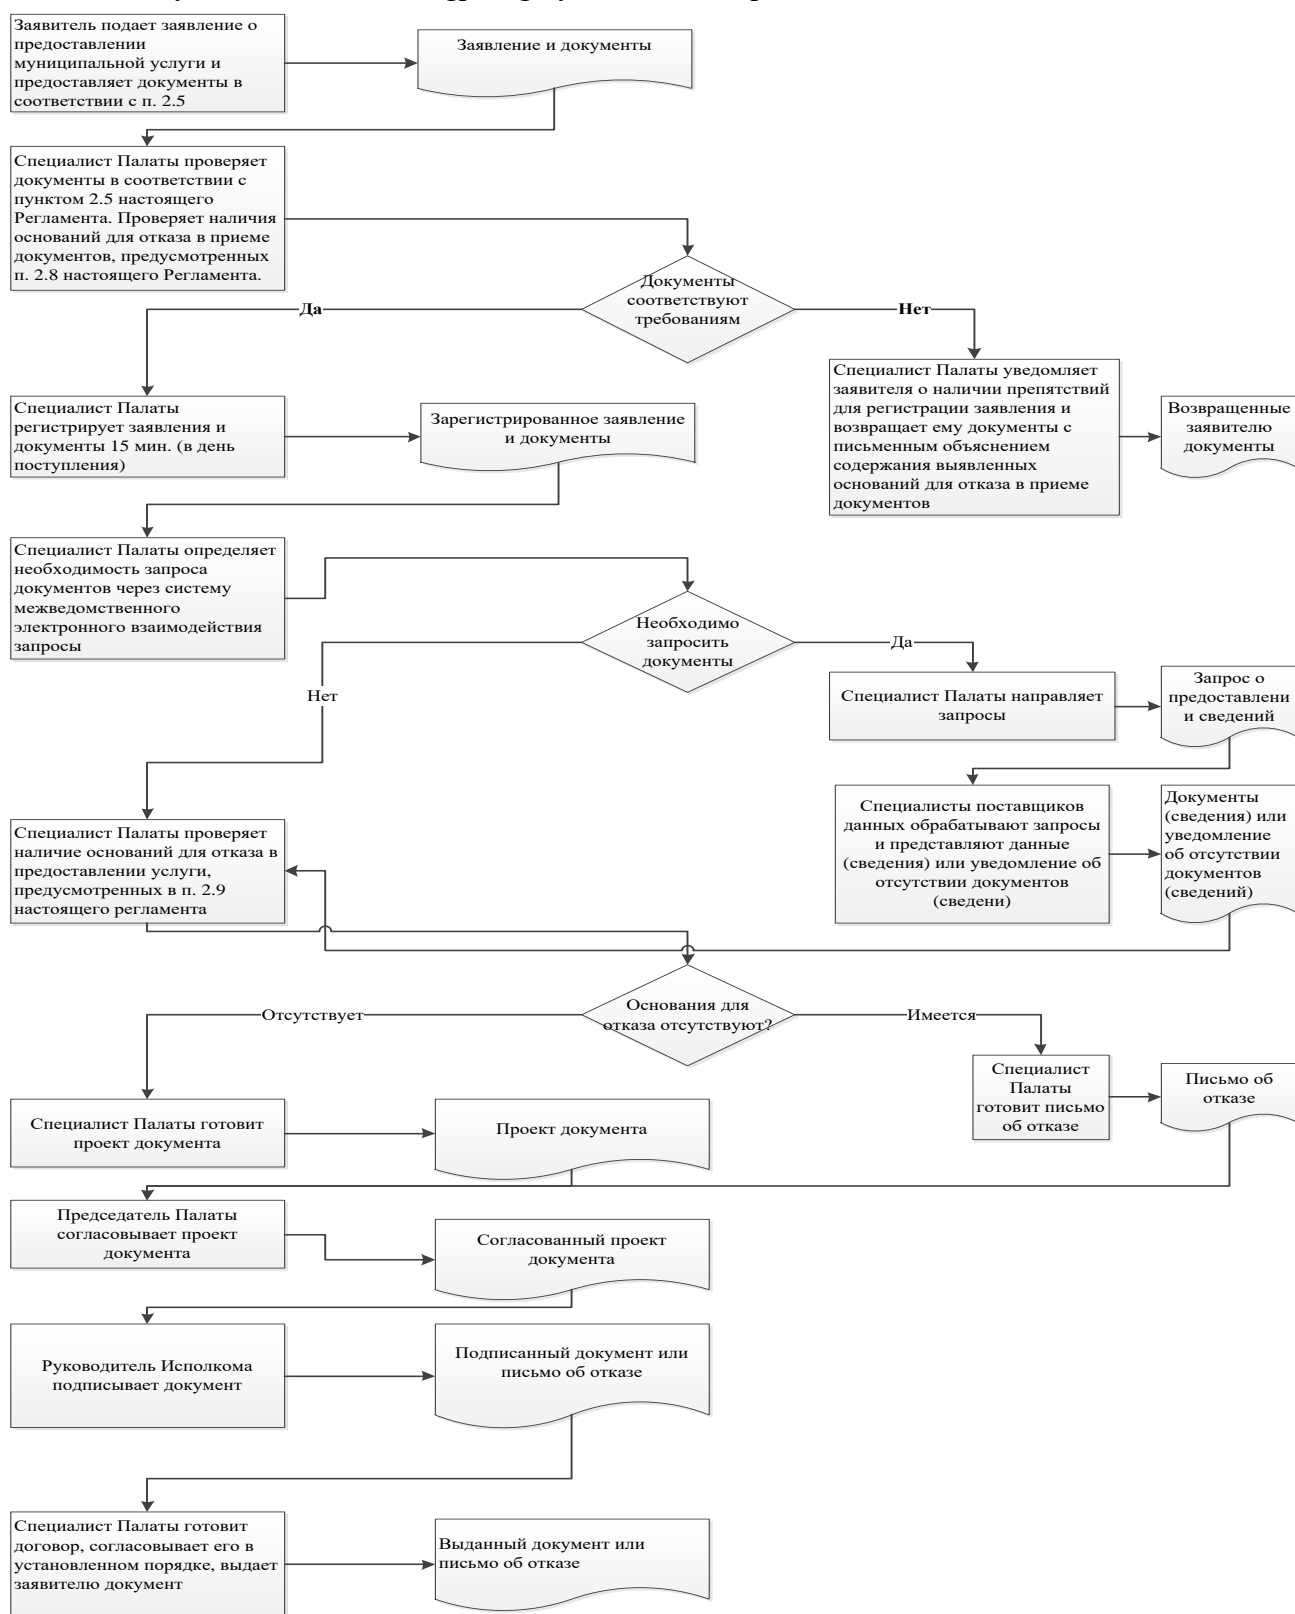 Заявитель подает заявление о
предоставлении
муниципальной услуги и
предоставляет документы в
соответствии с п. 2.5
Заявление и документы
Специалист Палаты проверяет
документы в соответствии с
пунктом 2.5 настоящего
Регламента. Проверяет наличия
оснований для отказа в приеме
документов, предусмотренных
п. 2.8 настоящего Регламента.
Документы
соответствуют
требованиям
Да
Нет
Специалист Палаты
регистрирует заявления и
документы 15 мин. (в день
поступления)
Зарегистрированное заявление
и документы
Специалист Палаты уведомляет
заявителя о наличии препятствий
для регистрации заявления и
возвращает ему документы с
письменным объяснением
содержания выявленных
оснований для отказа в приеме
документов
Возвращенные
заявителю
документы
Специалист Палаты определяет
необходимость запроса
документов через систему
межведомственного
электронного взаимодействия
запросы
Необходимо
запросить
документы
Да
Нет
Специалист Палаты направляет
запросы
Запрос о
предоставлени
и сведений
Специалист Палаты проверяет
наличие оснований для отказа в
предоставлении услуги,
предусмотренных в п. 2.9
настоящего регламента
Специалисты поставщиков
данных обрабатывают запросы
и представляют данные
(сведения) или уведомление об
отсутствии документов
(сведени)
Документы
(сведения) или
уведомление
об отсутствии
документов
(сведений)
Основания для
отказа отсутствуют?
Отсутствует
Имеется
Специалист
Палаты
готовит письмо
об отказе
Письмо об
отказе
Специалист Палаты готовит
проект документа
Проект документа
Председатель Палаты
согласовывает проект
документа
Согласованный проект
документа
Руководитель Исполкома
подписывает документ
Подписанный документ или
письмо об отказе
Специалист Палаты готовит
договор, согласовывает его в
установленном порядке, выдает
заявителю документ
Выданный документ или
письмо об отказе